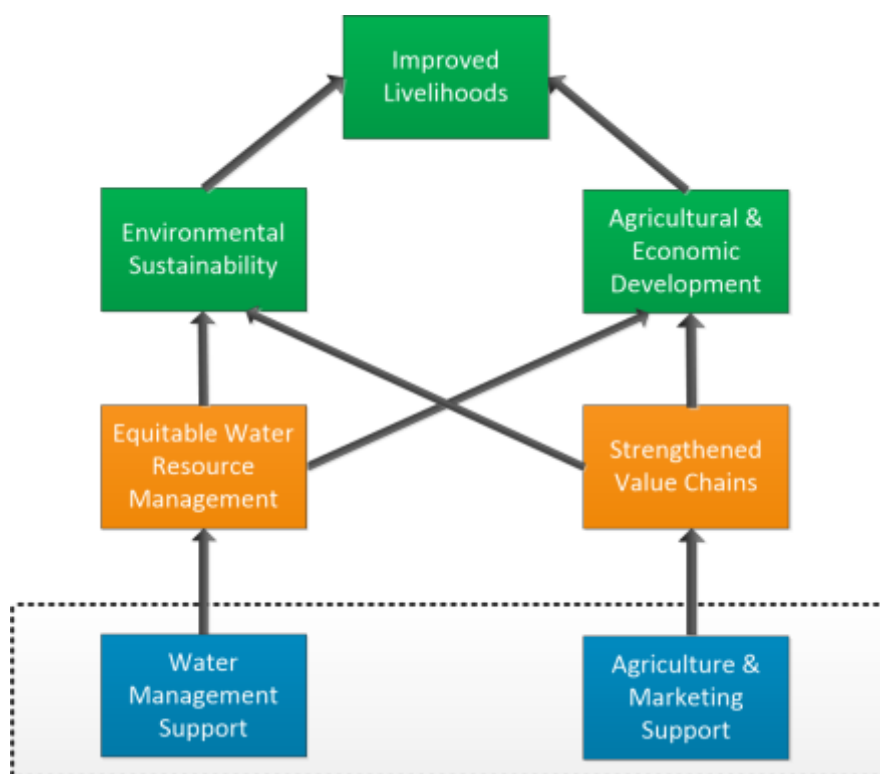 Improved
Livelihoods
Environmental
Sustainability
Agricultural &
Economic
Development
Equitable Water
Resource
Management
Strengthened
Value Chains
Water
Management
Support
Agriculture &
Marketing
Support